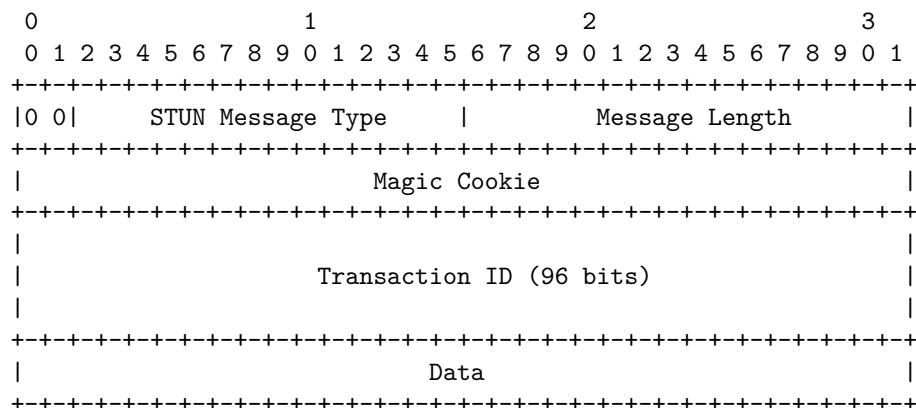 0                   1                   2                   3
0 1 2 3 4 5 6 7 8 9 0 1 2 3 4 5 6 7 8 9 0 1 2 3 4 5 6 7 8 9 0 1
+-+-+-+-+-+-+-+-+-+-+-+-+-+-+-+-+-+-+-+-+-+-+-+-+-+-+-+-+-+-+-+-+
|0 0|     STUN Message Type     |         Message Length        |
+-+-+-+-+-+-+-+-+-+-+-+-+-+-+-+-+-+-+-+-+-+-+-+-+-+-+-+-+-+-+-+-+
|                         Magic Cookie                          |
+-+-+-+-+-+-+-+-+-+-+-+-+-+-+-+-+-+-+-+-+-+-+-+-+-+-+-+-+-+-+-+-+
|                                                               |
|                     Transaction ID (96 bits)                  |
|                                                               |
+-+-+-+-+-+-+-+-+-+-+-+-+-+-+-+-+-+-+-+-+-+-+-+-+-+-+-+-+-+-+-+-+
|                             Data                              |
+-+-+-+-+-+-+-+-+-+-+-+-+-+-+-+-+-+-+-+-+-+-+-+-+-+-+-+-+-+-+-+-+